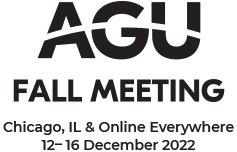 AGU
FALL MEETING
Chicago, IL & Online Everywhere
12–16 December 2022